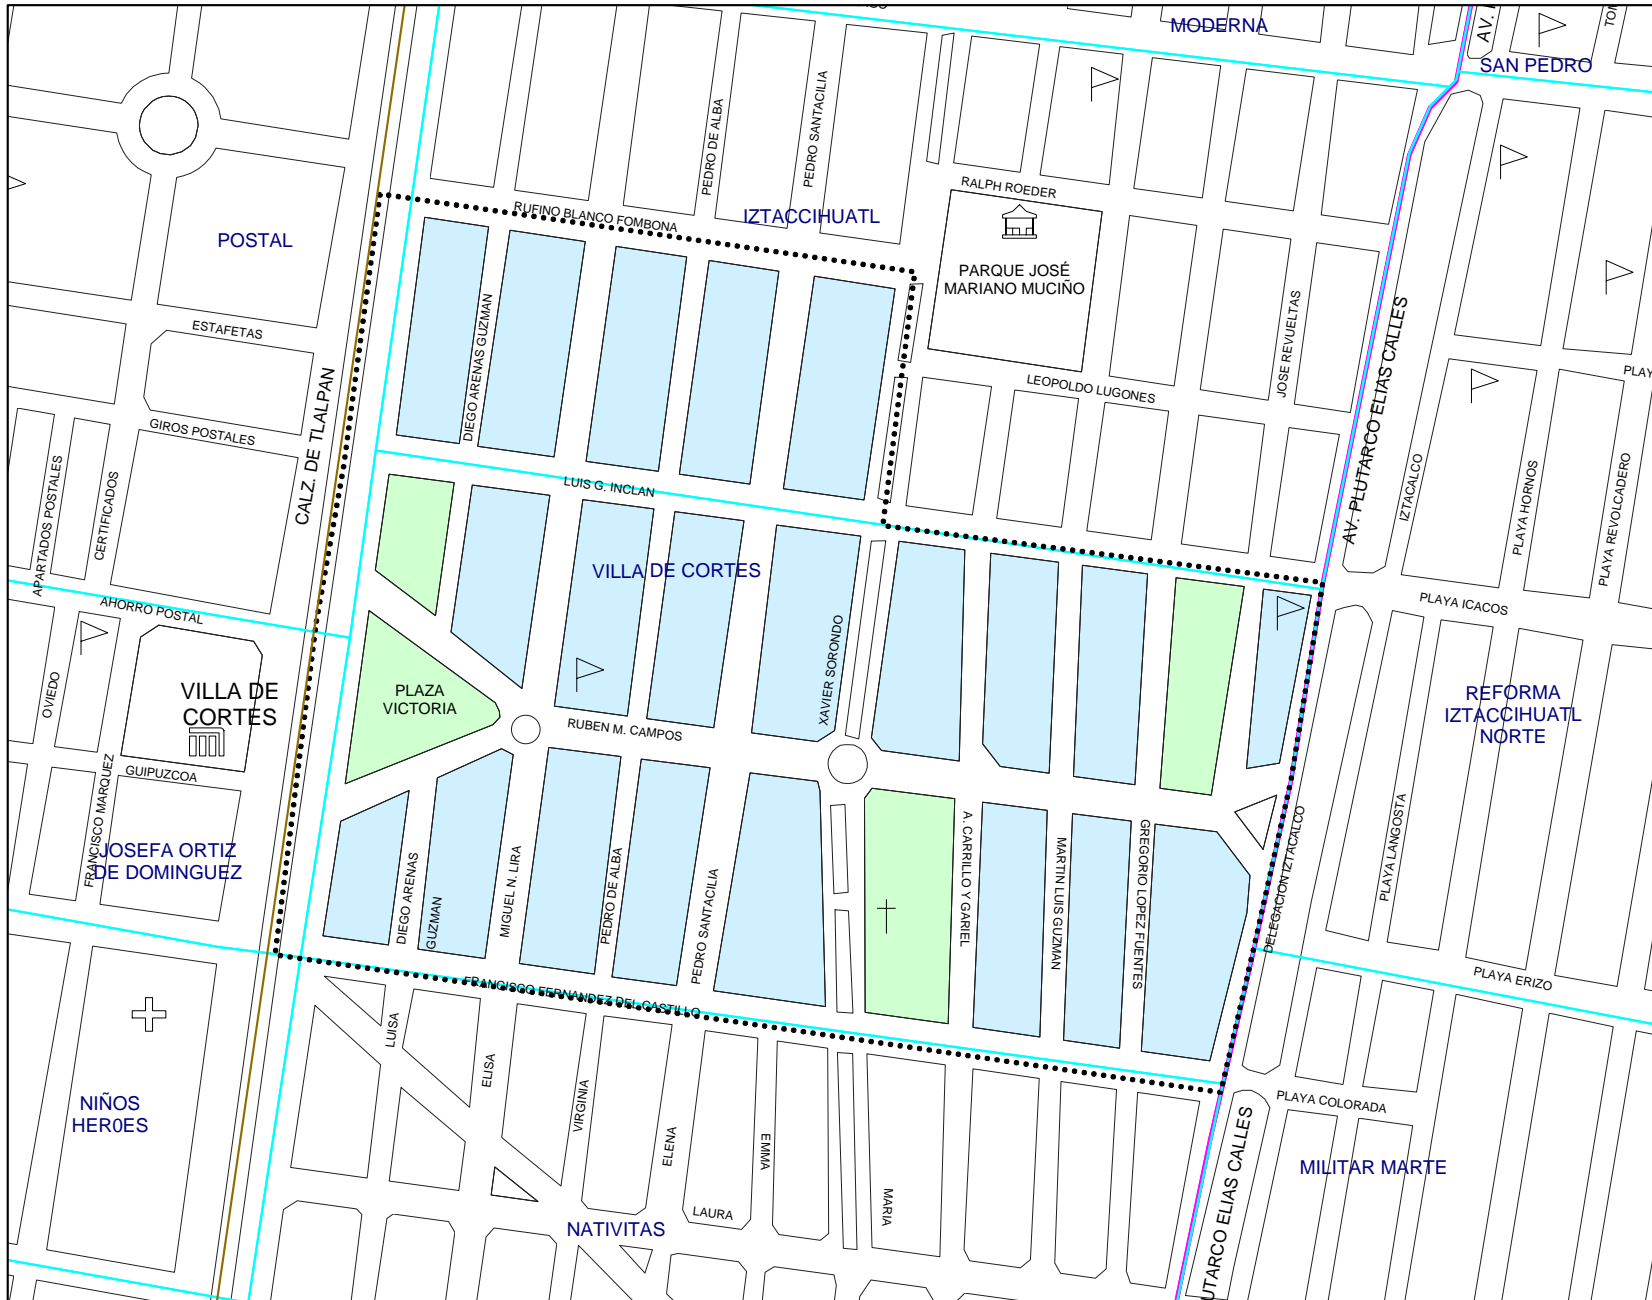 MODERNA
SAN PEDRO
PEDRO DE ALBA
PEDRO SANTACILIA
RALPH ROEDER
RUFINO BLANCO FOMBONA
IZTACCIHUATL
POSTAL
PARQUE JOSÉ
MARIANO MUCIÑO
ESTAFETAS
DIEGO ARENAS GUZMAN
JOSE REVUELTAS
AV. PLUTARCO ELIAS CALLES
CALZ. DE TLALPAN
LEOPOLDO LUGONES
GIROS POSTALES
APARTADOS POSTALES
CERTIFICADOS
LUIS G. INCLAN
IZTACALCO
PLAYA HORNOS
PLAYA REVOLCADERO
VILLA DE CORTES
AHORRO POSTAL
PLAYA ICACOS
OVIEDO
VILLA DE
CORTES
PLAZA
VICTORIA
XAVIER SORONDO
RUBEN M. CAMPOS
REFORMA
IZTACCIHUATL
NORTE
GUIPUZCOA
FRANCISCO MARQUEZ
JOSEFA ORTIZ
DE DOMINGUEZ
DIEGO ARENAS
GUZMAN
MIGUEL N. LIRA
PEDRO DE ALBA
PEDRO SANTACILIA
A. CARRILLO Y GARIEL
MARTIN LUIS GUZMAN
GREGORIO LOPEZ FUENTES
DELEGACION IZTACALCO
PLAYA LANGOSTA
FRANCISCO FERNANDEZ DEL CASTILLO
PLAYA ERIZO
LUISA
ELISA
VIRGINIA
ELENA
EMMA
MARIA
LAURA
NIÑOS
HER0ES
PLAYA COLORADA
MILITAR MARTE
UTARCO ELIAS CALLES
NATIVITAS